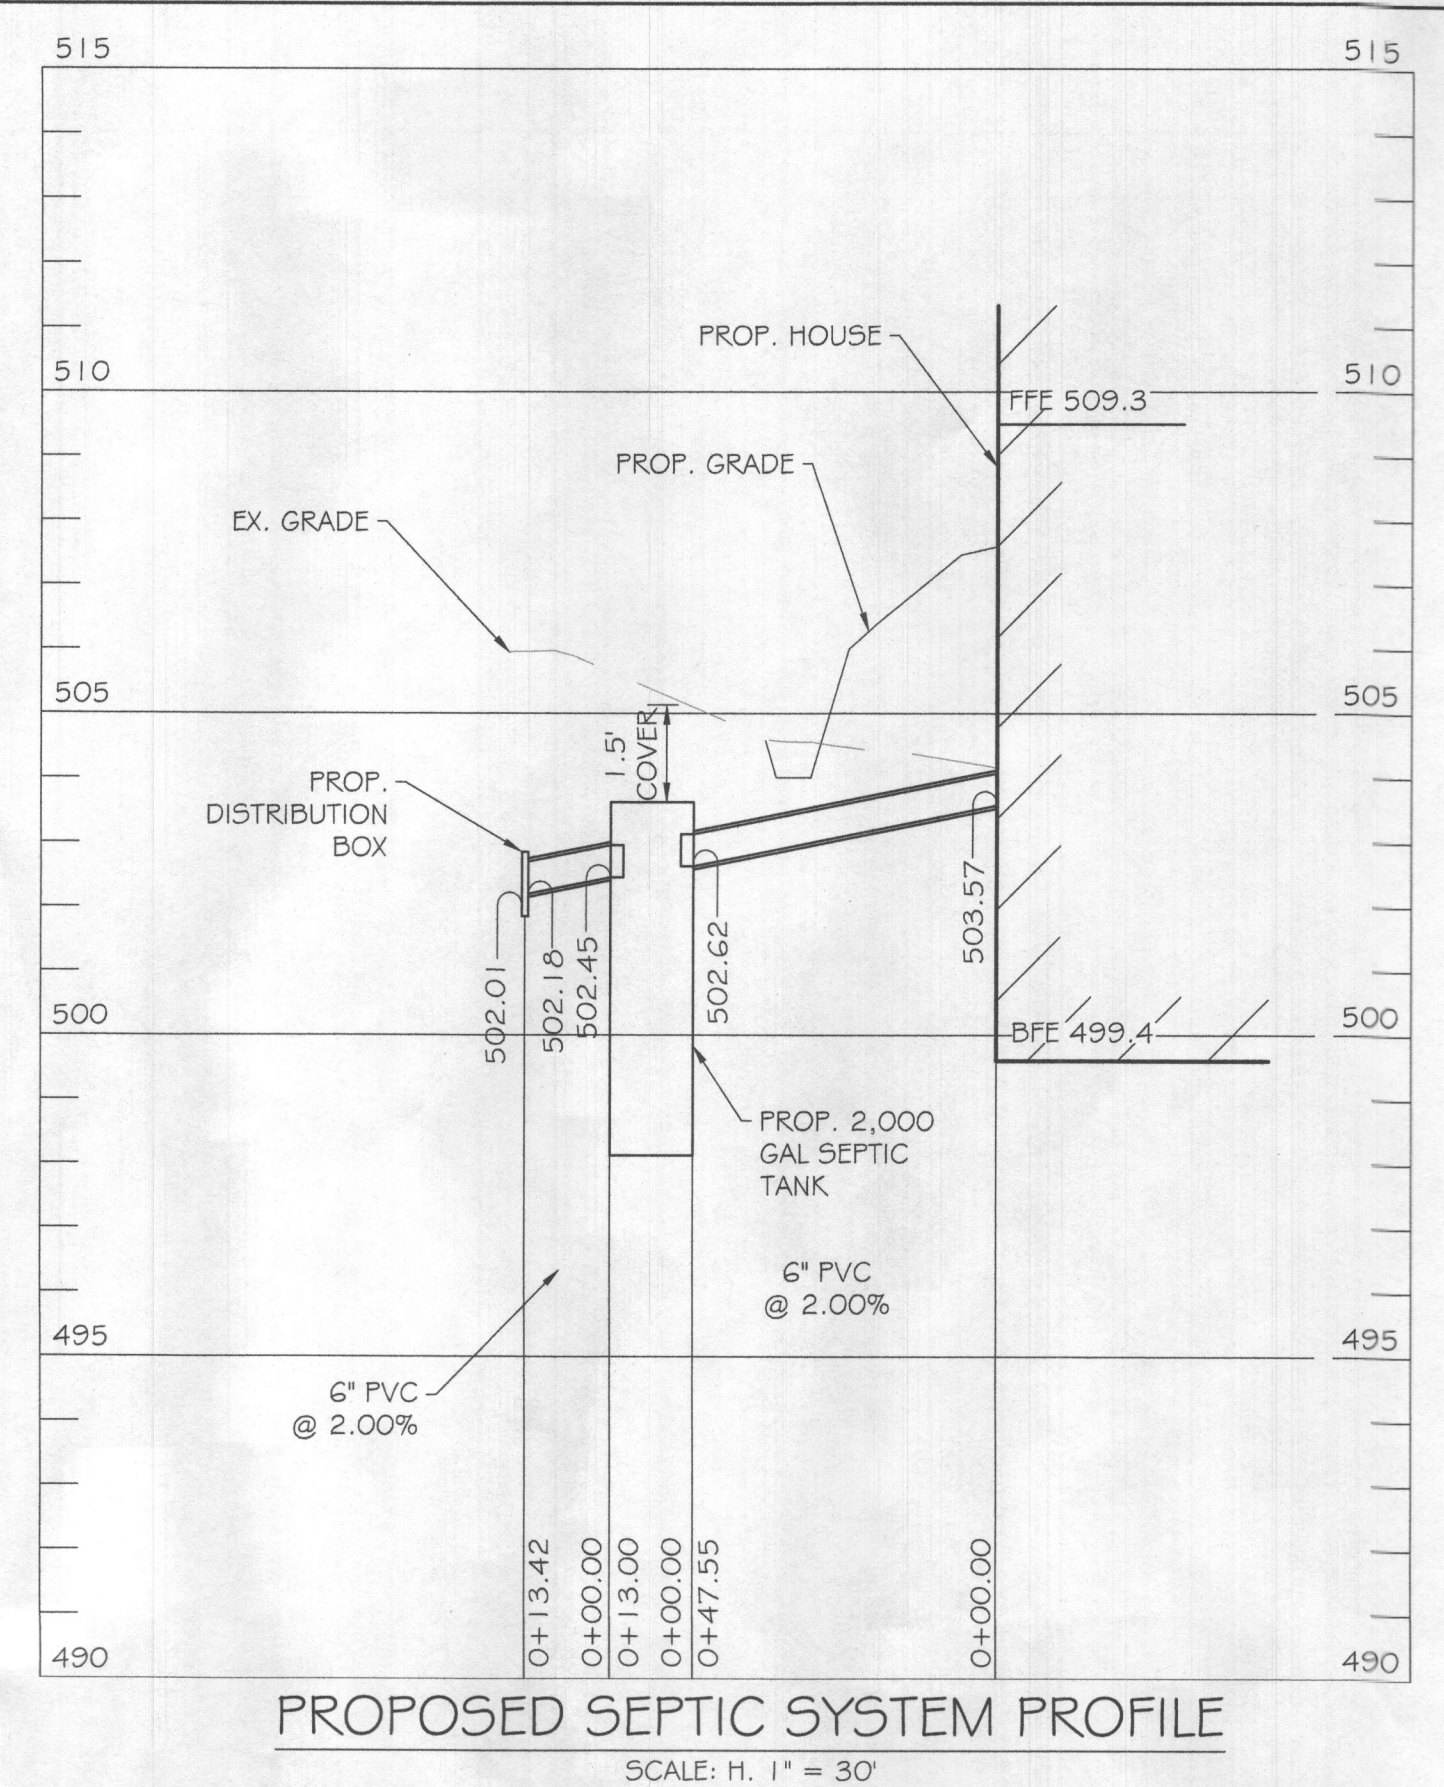 515
515
PROP. HOUSE
510
510
FFE 509.3
PROP. GRADE
EX. GRADE
505
505
1.5'
COVER
PROP.
DISTRIBUTION
BOX
502.01
502.18
502.45
502.62
503.57
500
500
BFE 499.4
PROP. 2,000
GAL SEPTIC
TANK
6" PVC
@ 2.00%
495
495
6" PVC
@ 2.00%
0+13.42
0+00.00
0+13.00
0+00.00
0+47.55
0+00.00
490
490
PROPOSED SEPTIC SYSTEM PROFILE
SCALE: H. 1" = 30'